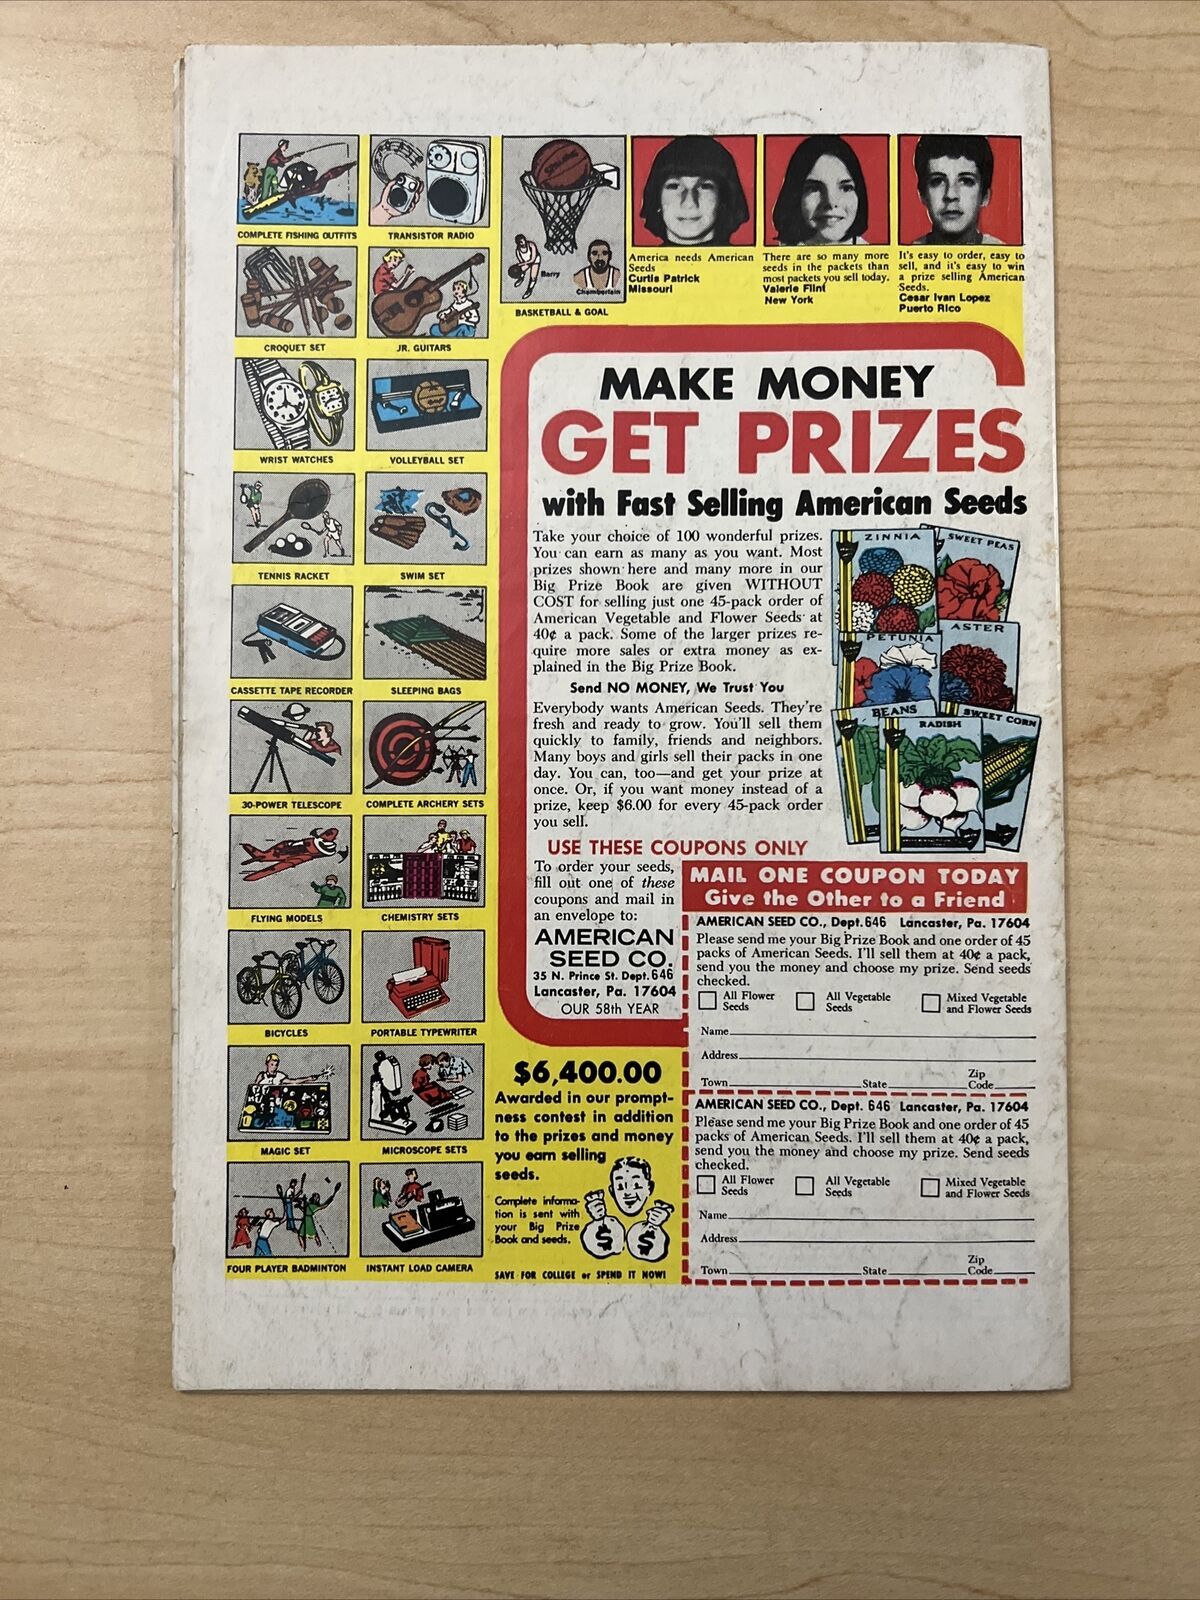 COMPLETE FISHING OUTFITS
TRANSISTOR RADIO
CROQUET SET
JR. GUITARS
WRIST WATCHES
VOLLEYBALL SET
TENNIS RACKET
SWIM SET
CASSETTE TAPE RECORDER
SLEEPING BAGS
30-POWER TELESCOPE
COMPLETE ARCHERY SETS
FLYING MODELS
CHEMISTRY SETS
BICYCLES
PORTABLE TYPEWRITER
MAGIC SET
MICROSCOPE SETS
FOUR PLAYER BADMINTON
INSTANT LOAD CAMERA
Barry
Chamberlain
BASKETBALL & GOAL
America needs American
Seeds
Curtis Patrick
Missouri
There are so many more
seeds in the packets than
most packets you sell today.
Valerie Flint
New York
It's easy to order, easy to
sell, and it's easy to win
a prize selling American
Seeds.
Cesar Ivan Lopez
Puerto Rico
MAKE MONEY
GET PRIZES
with Fast Selling American Seeds
Take your choice of 100 wonderful prizes.
You can earn as many as you want. Most
prizes shown here and many more in our
Big Prize Book are given WITHOUT
COST for selling just one 45-pack order of
American Vegetable and Flower Seeds at
40¢ a pack. Some of the larger prizes re-
quire more sales or extra money as ex-
plained in the Big Prize Book.
Send NO MONEY, We Trust You
Everybody wants American Seeds. They're
fresh and ready to grow. You'll sell them
quickly to family, friends and neighbors.
Many boys and girls sell their packs in one
day. You can, too—and get your prize at
once. Or, if you want money instead of a
prize, keep $6.00 for every 45-pack order
you sell.
ZINNIA
SWEET PEAS
PETUNIA
ASTER
BEANS
RADISH
SWEET CORN
USE THESE COUPONS ONLY
To order your seeds,
fill out one of these
coupons and mail in
an envelope to:
AMERICAN
SEED CO.
35 N. Prince St. Dept. 646
Lancaster, Pa. 17604
OUR 58th YEAR
MAIL ONE COUPON TODAY
Give the Other to a Friend
AMERICAN SEED CO., Dept. 646 Lancaster, Pa. 17604
Please send me your Big Prize Book and one order of 45
packs of American Seeds. I'll sell them at 40¢ a pack,
send you the money and choose my prize. Send seeds
checked.
All Flower Seeds
All Vegetable Seeds
Mixed Vegetable and Flower Seeds
Name
Address
Town State Zip Code
AMERICAN SEED CO., Dept. 646 Lancaster, Pa. 17604
Please send me your Big Prize Book and one order of 45
packs of American Seeds. I'll sell them at 40¢ a pack,
send you the money and choose my prize. Send seeds
checked.
All Flower Seeds
All Vegetable Seeds
Mixed Vegetable and Flower Seeds
Name
Address
Town State Zip Code
$6,400.00
Awarded in our prompt-
ness contest in addition
to the prizes and money
you earn selling
seeds.
Complete informa-
tion is sent with
your Big Prize
Book and seeds.
$ $
SAVE FOR COLLEGE or SPEND IT NOW!